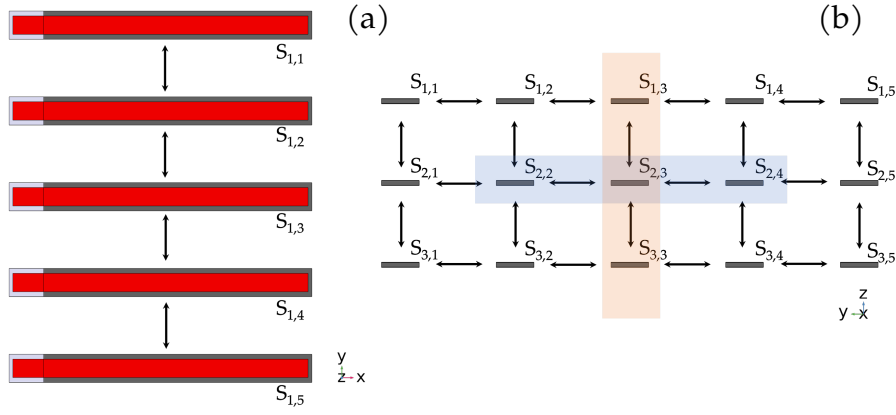 (a)
S1,1
S1,2
S1,3
S1,4
S1,5
y
z x
(b)
S1,1 S1,2 S1,3 S1,4 S1,5
S2,1 S2,2 S2,3 S2,4 S2,5
S3,1 S3,2 S3,3 S3,4 S3,5
z
y x